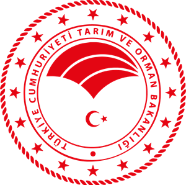 TÜRKİYE CUMHURİYETİ TARIM VE ORMAN BAKANLIĞI